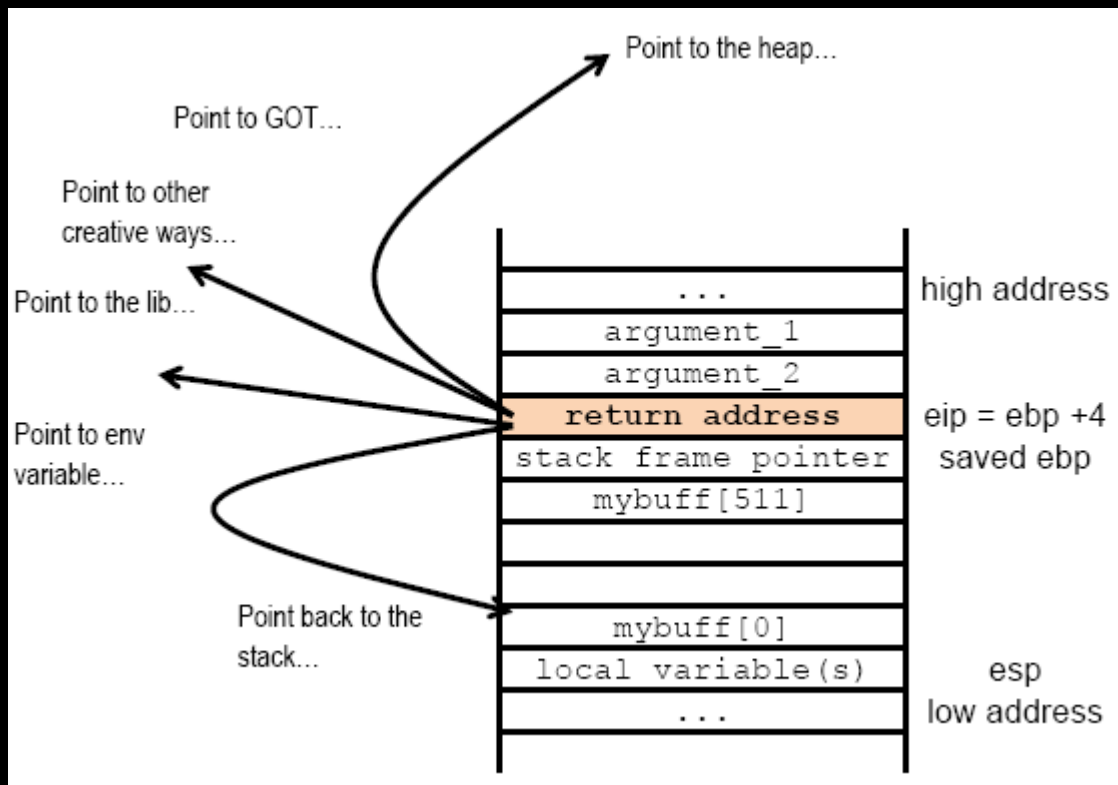 Point to the heap...
Point to GOT...
Point to other
creative ways...
Point to the lib...
Point to env
variable...
Point back to the
stack...
...
argument_1
argument_2
return address
stack frame pointer
mybuff[511]
mybuff[0]
local variable(s)
...
high address
eip = ebp +4
saved ebp
esp
low address